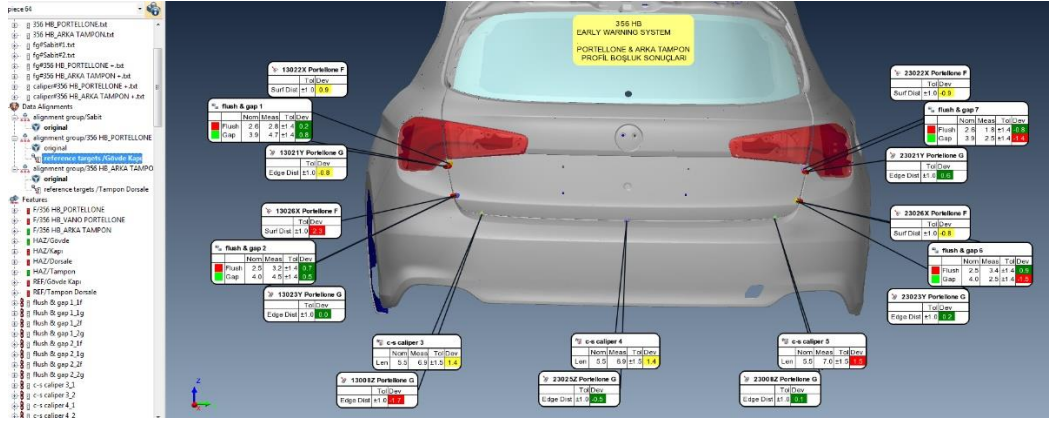 piece 64
356 HB_PORTELLONE.txt
356 HB_ARKA TAMPON.txt
fg#Sabit#1.txt
fg#Sabit#2.txt
fg#356 HB_PORTELLONE +.txt
fg#356 HB_ARKA TAMPON +.txt
caliper#356 HB_PORTELLONE +.txt
caliper#356 HB_ARKA TAMPON +.txt
Data Alignments
alignment group/Sabit
original
alignment group/356 HB_PORTELLONE
original
reference targets /Gövde Kapı
alignment group/356 HB_ARKA TAMPO
original
reference targets /Tampon Dorsale
Features
F/356 HB_PORTELLONE
F/356 HB_VANO PORTELLONE
F/356 HB_ARKA TAMPON
HAZ/Gövde
HAZ/Kapı
HAZ/Dorsale
HAZ/Tampon
REF/Gövde Kapı
REF/Tampon Dorsale
flush & gap 1_1f
flush & gap 1_1g
flush & gap 1_2f
flush & gap 1_2g
flush & gap 2_1f
flush & gap 2_1g
flush & gap 2_2f
flush & gap 2_2g
c-s caliper 3_1
c-s caliper 3_2
c-s caliper 4_1
c-s caliper 4_2
356 HB
EARLY WARNING SYSTEM
PORTELLONE & ARKA TAMPON
PROFİL BOŞLUK SONUÇLARI
13022X Portellone F
Tol Dev
Surf Dist ±1.0 0.9
flush & gap 1
Nom Meas Tol Dev
Flush 2.6 2.8 ±1.4 0.2
Gap 3.9 4.7 ±1.4 0.8
13021Y Portellone G
Tol Dev
Edge Dist ±1.0 -0.8
13026X Portellone F
Tol Dev
Surf Dist ±1.0 2.3
flush & gap 2
Nom Meas Tol Dev
Flush 2.5 3.2 ±1.4 0.7
Gap 4.0 4.5 ±1.4 0.5
13023Y Portellone G
Tol Dev
Edge Dist ±1.0 0.0
c-s caliper 3
Nom Meas Tol Dev
Len 5.5 6.9 ±1.5 1.4
13008Z Portellone G
Tol Dev
Edge Dist ±1.0 -1.7
c-s caliper 4
Nom Meas Tol Dev
Len 5.5 6.9 ±1.5 1.4
23025Z Portellone G
Tol Dev
Edge Dist ±1.0 -0.5
c-s caliper 5
Nom Meas Tol Dev
Len 5.5 7.0 ±1.5 1.5
23008Z Portellone G
Tol Dev
Edge Dist ±1.0 0.1
23022X Portellone F
Tol Dev
Surf Dist ±1.0 -0.9
flush & gap 7
Nom Meas Tol Dev
Flush 2.6 1.8 ±1.4 -0.8
Gap 3.9 2.5 ±1.4 -1.4
23021Y Portellone G
Tol Dev
Edge Dist ±1.0 0.6
23026X Portellone F
Tol Dev
Surf Dist ±1.0 -0.8
flush & gap 6
Nom Meas Tol Dev
Flush 2.5 3.4 ±1.4 0.9
Gap 4.0 2.5 ±1.4 -1.5
23023Y Portellone G
Tol Dev
Edge Dist ±1.0 0.2
Z